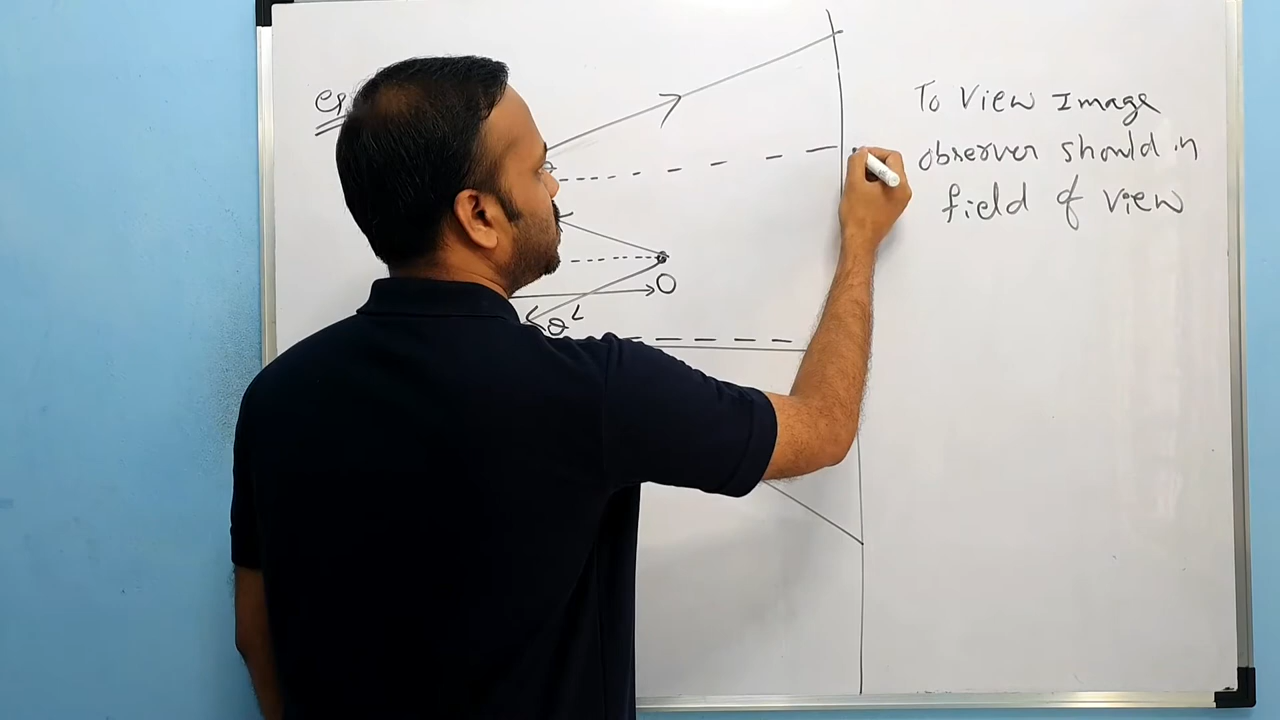 To View Image
observer should in
field of view
O
θ